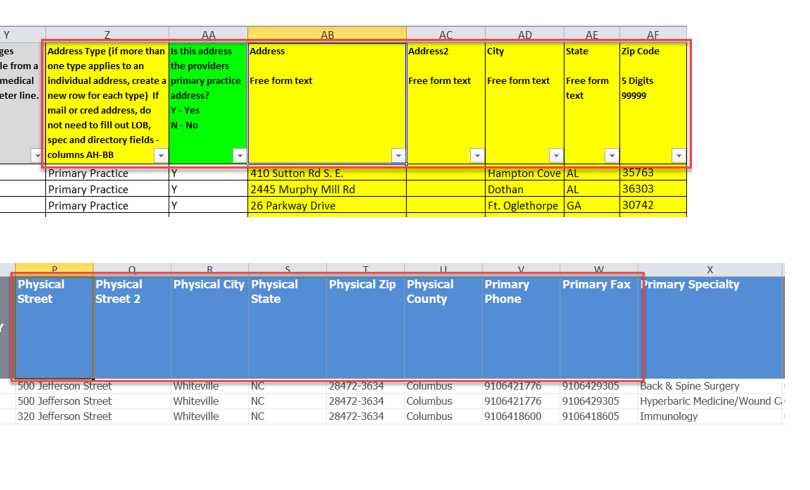 Y Z AA AB AC AD AE AF
ges
le from a
medical
eter line.
Address Type (if more than
one type applies to an
individual address, create a
new row for each type) If
mail or cred address, do
not need to fill out LOB,
spec and directory fields -
columns AH-BB
Is this address
the providers
primary practice
address?
Y - Yes
N - No
Address
Free form text
Address2
Free form text
City
Free form text
State
Free form
text
Zip Code
5 Digits
99999
Primary Practice Y 410 Sutton Rd S. E. Hampton Cove AL 35763
Primary Practice Y 2445 Murphy Mill Rd Dothan AL 36303
Primary Practice Y 26 Parkway Drive Ft. Oglethorpe GA 30742
P Q R S T U V W X
Y
Physical
Street
Physical
Street 2
Physical City
Physical
State
Physical Zip
Physical
County
Primary
Phone
Primary Fax
Primary Specialty
500 Jefferson Street Whiteville NC 28472-3634 Columbus 9106421776 9106429305 Back & Spine Surgery
500 Jefferson Street Whiteville NC 28472-3634 Columbus 9106421776 9106429305 Hyperbaric Medicine/Wound Ca
320 Jefferson Street Whiteville NC 28472-3634 Columbus 9106418600 9106418605 Immunology